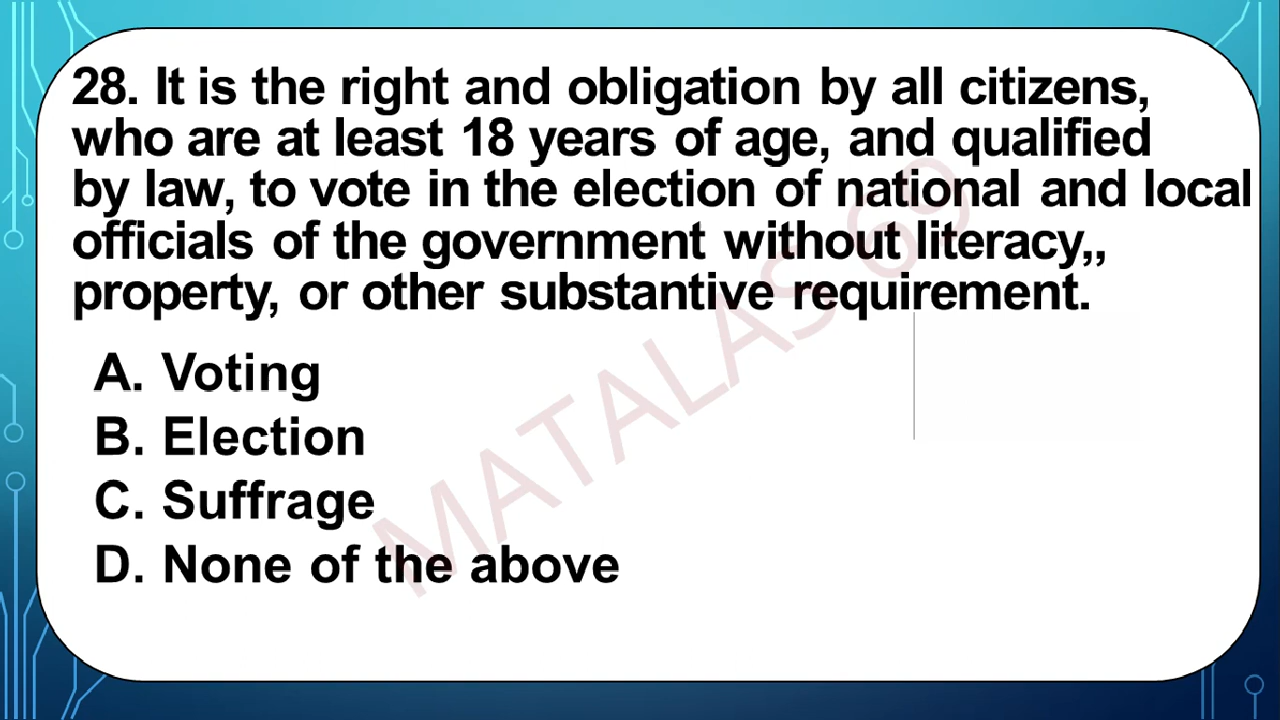 28. It is the right and obligation by all citizens,
who are at least 18 years of age, and qualified
by law, to vote in the election of national and local
officials of the government without literacy,,
property, or other substantive requirement.
A. Voting
B. Election
C. Suffrage
D. None of the above
MATALAS 69